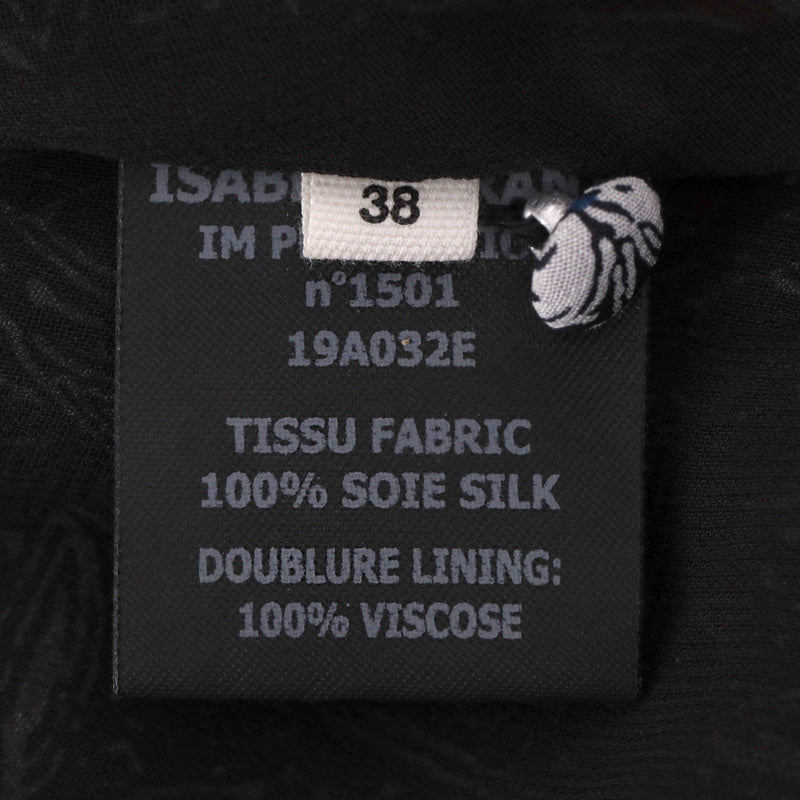 38
n°1501
19A032E
TISSU FABRIC
100% SOIE SILK
DOUBLURE LINING:
100% VISCOSE